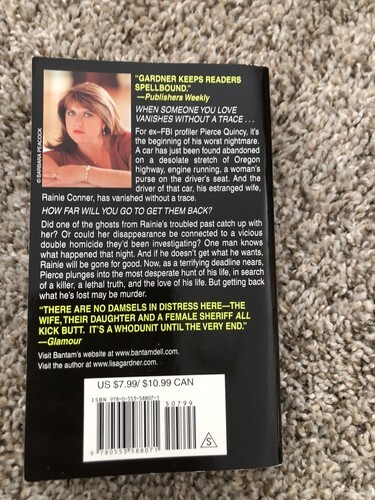 "GARDNER KEEPS READERS
SPELLBOUND."
—Publishers Weekly
WHEN SOMEONE YOU LOVE
VANISHES WITHOUT A TRACE . . .
For ex–FBI profiler Pierce Quincy, it's
the beginning of his worst nightmare.
A car has just been found abandoned
on a desolate stretch of Oregon
highway, engine running, a woman's
purse on the driver's seat. And the
driver of that car, his estranged wife,
Rainie Conner, has vanished without a trace.
© BARBARA PEACOCK
HOW FAR WILL YOU GO TO GET THEM BACK?
Did one of the ghosts from Rainie's troubled past catch up with
her? Or could her disappearance be connected to a vicious
double homicide they'd been investigating? One man knows
what happened that night. And if he doesn't get what he wants,
Rainie will be gone for good. Now, as a terrifying deadline nears,
Pierce plunges into the most desperate hunt of his life, in search
of a killer, a lethal truth, and the love of his life. But getting back
what he's lost may be murder.
"THERE ARE NO DAMSELS IN DISTRESS HERE—THE
WIFE, THEIR DAUGHTER AND A FEMALE SHERIFF ALL
KICK BUTT. IT'S A WHODUNIT UNTIL THE VERY END."
—Glamour
Visit Bantam's website at www.bantamdell.com.
Visit the author at www.lisagardner.com.
US $7.99/ $10.99 CAN
ISBN 978-0-553-58807-1
50799
9 780553 588071
S